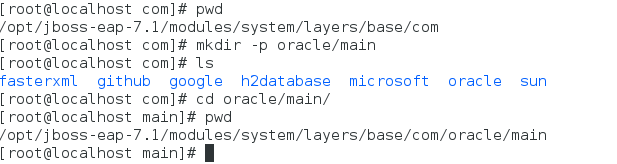 [root@localhost com]# pwd
/opt/jboss-eap-7.1/modules/system/layers/base/com
[root@localhost com]# mkdir -p oracle/main
[root@localhost com]# ls
fasterxml  github  google  h2database  microsoft  oracle  sun
[root@localhost com]# cd oracle/main/
[root@localhost main]# pwd
/opt/jboss-eap-7.1/modules/system/layers/base/com/oracle/main
[root@localhost main]#